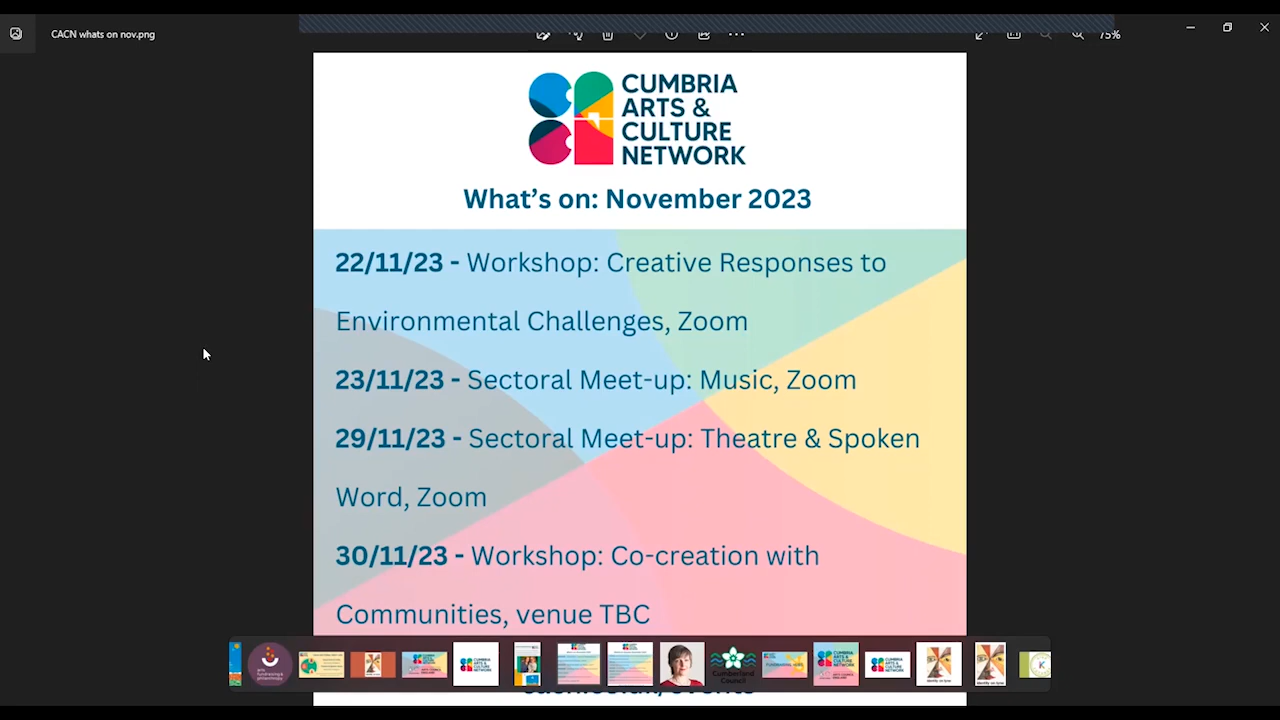 CACN whats on nov.png
75%
CUMBRIA
ARTS &
CULTURE
NETWORK
What's on: November 2023
22/11/23 - Workshop: Creative Responses to
Environmental Challenges, Zoom
23/11/23 - Sectoral Meet-up: Music, Zoom
29/11/23 - Sectoral Meet-up: Theatre & Spoken
Word, Zoom
30/11/23 - Workshop: Co-creation with
Communities, venue TBC